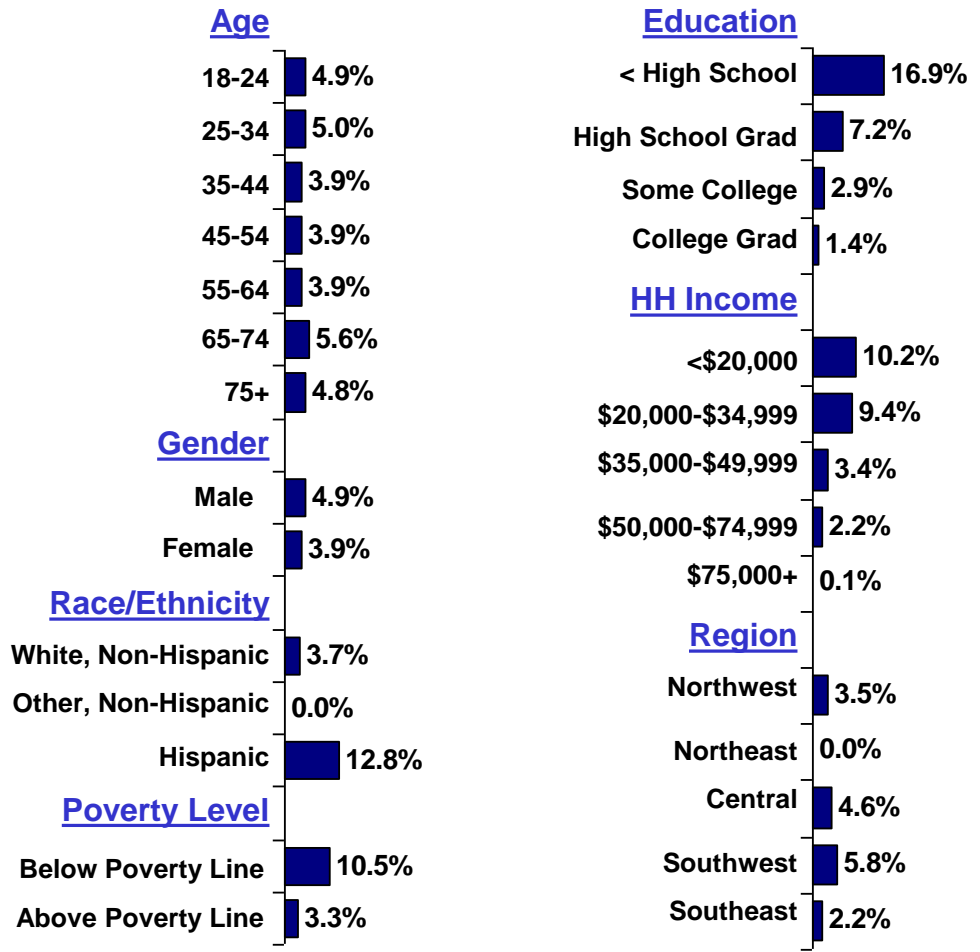 Age
18-24 4.9%
25-34 5.0%
35-44 3.9%
45-54 3.9%
55-64 3.9%
65-74 5.6%
75+ 4.8%
Gender
Male 4.9%
Female 3.9%
Race/Ethnicity
White, Non-Hispanic 3.7%
Other, Non-Hispanic 0.0%
Hispanic 12.8%
Poverty Level
Below Poverty Line 10.5%
Above Poverty Line 3.3%
Education
< High School 16.9%
High School Grad 7.2%
Some College 2.9%
College Grad 1.4%
HH Income
<$20,000 10.2%
$20,000-$34,999 9.4%
$35,000-$49,999 3.4%
$50,000-$74,999 2.2%
$75,000+ 0.1%
Region
Northwest 3.5%
Northeast 0.0%
Central 4.6%
Southwest 5.8%
Southeast 2.2%